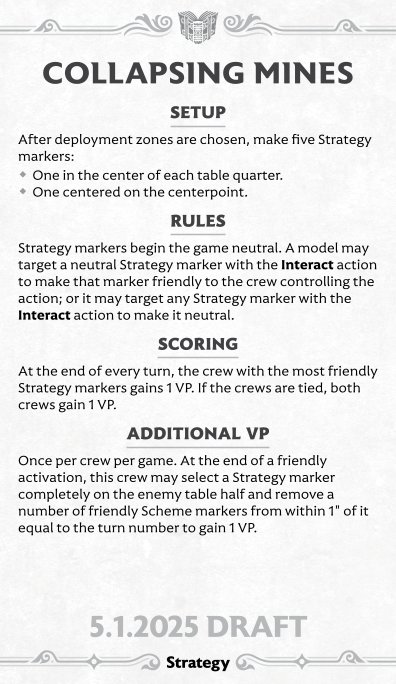 COLLAPSING MINES
SETUP
After deployment zones are chosen, make five Strategy
markers:
One in the center of each table quarter.
One centered on the centerpoint.
RULES
Strategy markers begin the game neutral. A model may
target a neutral Strategy marker with the Interact action
to make that marker friendly to the crew controlling the
action; or it may target any Strategy marker with the
Interact action to make it neutral.
SCORING
At the end of every turn, the crew with the most friendly
Strategy markers gains 1 VP. If the crews are tied, both
crews gain 1 VP.
ADDITIONAL VP
Once per crew per game. At the end of a friendly
activation, this crew may select a Strategy marker
completely on the enemy table half and remove a
number of friendly Scheme markers from within 1" of it
equal to the turn number to gain 1 VP.
5.1.2025 DRAFT
Strategy